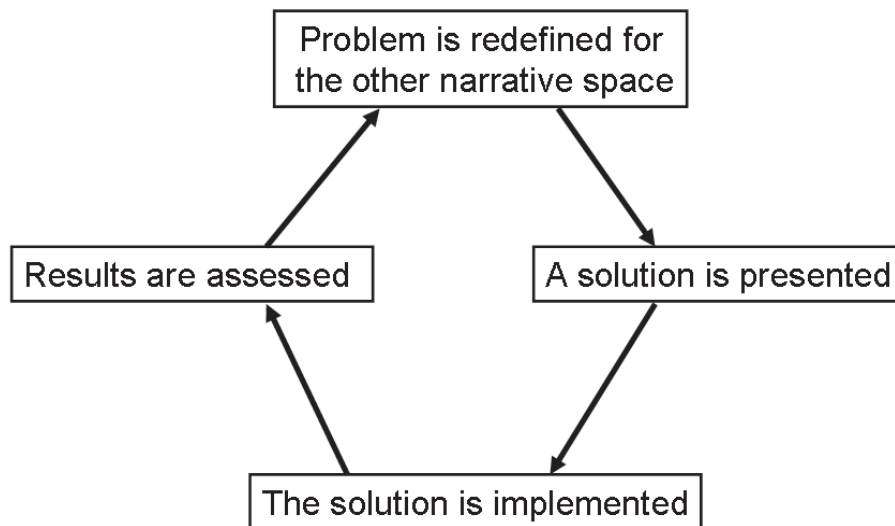 Problem is redefined for
the other narrative space
Results are assessed
A solution is presented
The solution is implemented